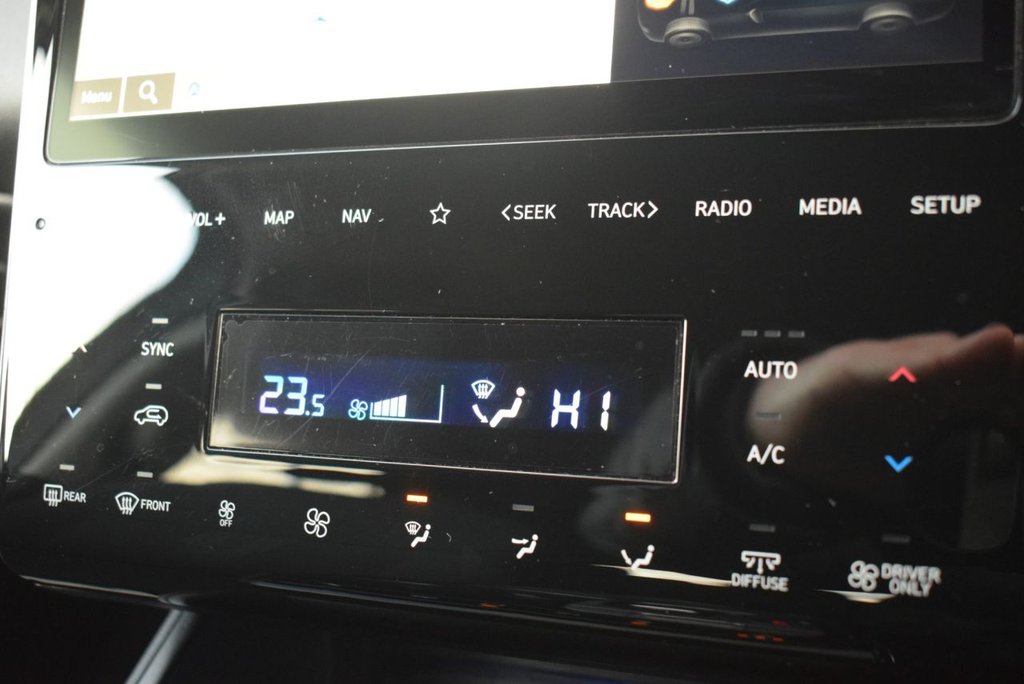 Menu
VOL+ MAP NAV <SEEK TRACK> RADIO MEDIA SETUP
SYNC
AUTO
23.5 HI
A/C
REAR FRONT
OFF
DIFFUSE
DRIVER
ONLY